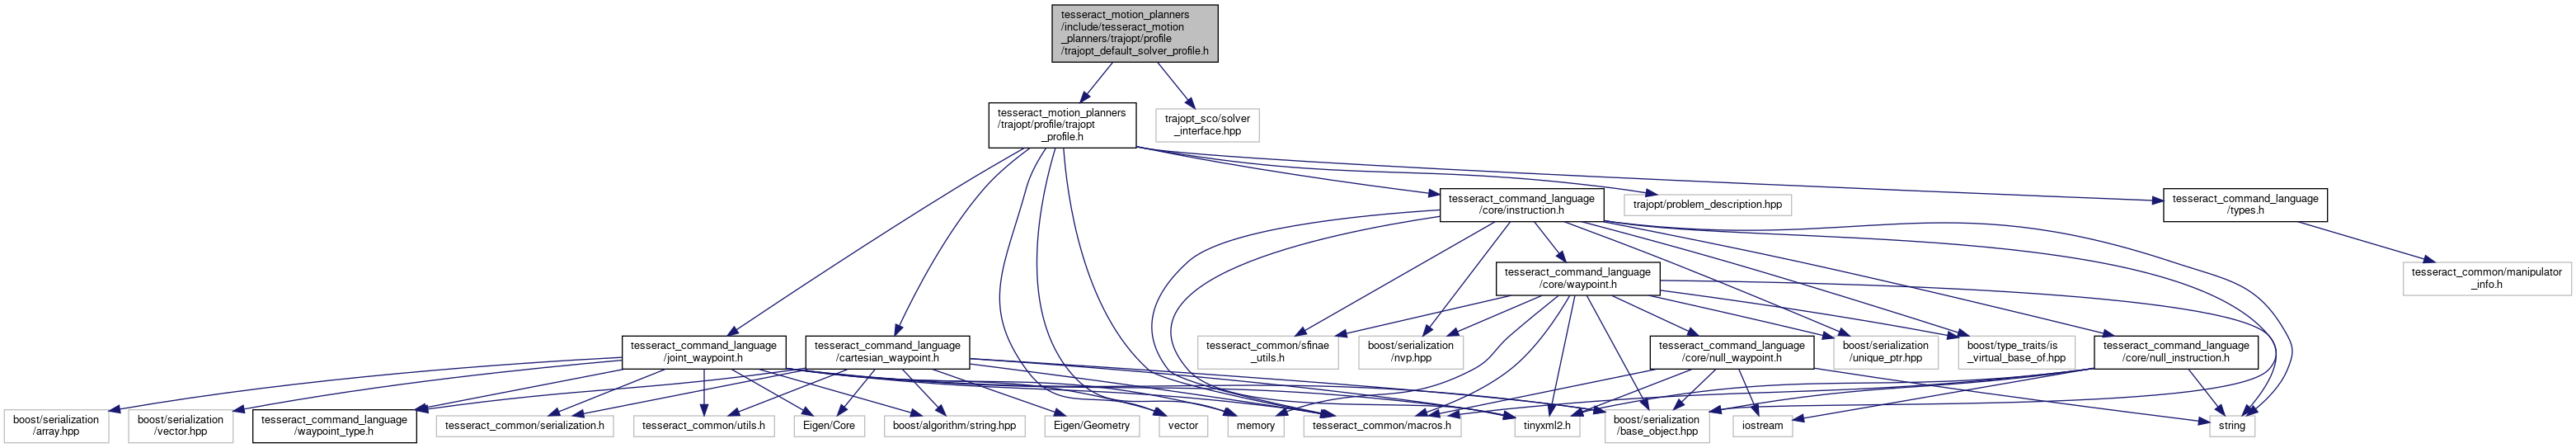 tesseract_motion_planners
/include/tesseract_motion
_planners/trajopt/profile
/trajopt_default_solver_profile.h
tesseract_motion_planners
/trajopt/profile/trajopt
_profile.h
trajopt_sco/solver
_interface.hpp
tesseract_command_language
/core/instruction.h
trajopt/problem_description.hpp
tesseract_command_language
/types.h
tesseract_command_language
/core/waypoint.h
tesseract_common/manipulator
_info.h
tesseract_command_language
/joint_waypoint.h
tesseract_command_language
/cartesian_waypoint.h
tesseract_common/sfinae
_utils.h
boost/serialization
/nvp.hpp
tesseract_command_language
/core/null_waypoint.h
boost/serialization
/unique_ptr.hpp
boost/type_traits/is
_virtual_base_of.hpp
tesseract_command_language
/core/null_instruction.h
boost/serialization
/array.hpp
boost/serialization
/vector.hpp
tesseract_command_language
/waypoint_type.h
tesseract_common/serialization.h
tesseract_common/utils.h
Eigen/Core
boost/algorithm/string.hpp
Eigen/Geometry
vector
memory
tesseract_common/macros.h
tinyxml2.h
boost/serialization
/base_object.hpp
iostream
string